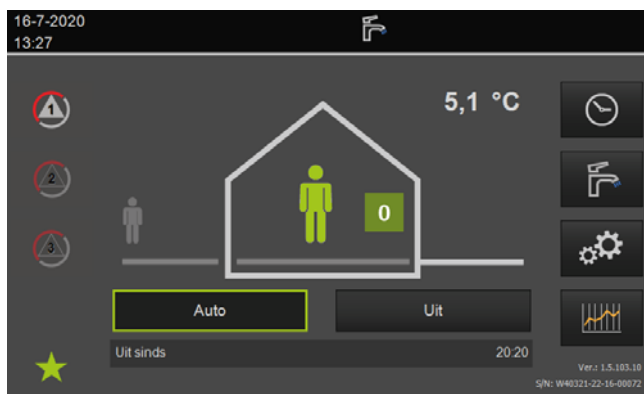 16-7-2020
13:27
5,1 °C
1
2
3
0
Auto
Uit
Uit sinds
20:20
Ver.: 1.5.103.10
S/N: W40321-22-16-00072